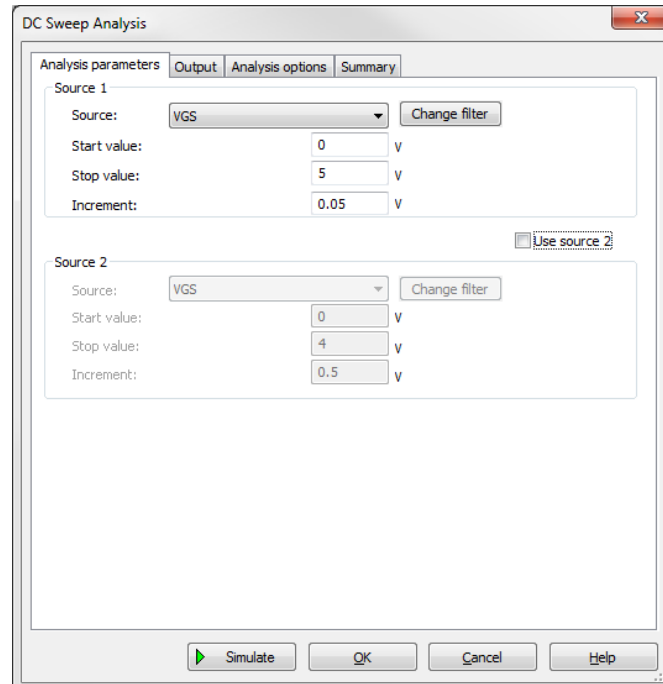 DC Sweep Analysis
Analysis parameters Output Analysis options Summary
Source 1
Source: VGS Change filter
Start value: 0 V
Stop value: 5 V
Increment: 0.05 V
Use source 2
Source 2
Source: VGS Change filter
Start value: 0 V
Stop value: 4 V
Increment: 0.5 V
Simulate OK Cancel Help